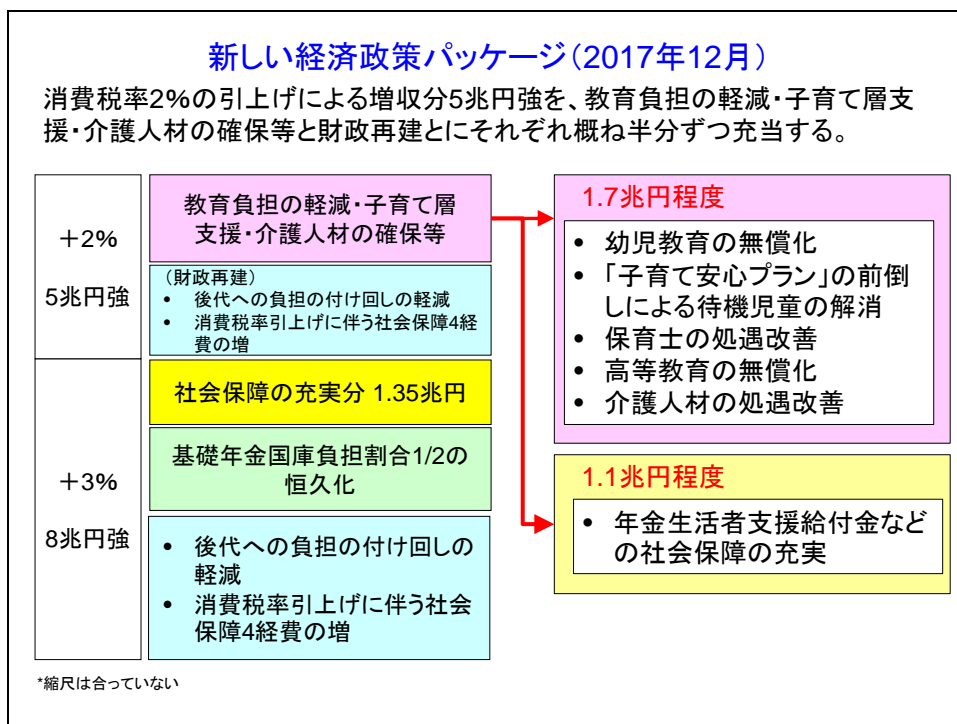 新しい経済政策パッケージ（2017年12月）
消費税率2%の引上げによる増収分5兆円強を、教育負担の軽減・子育て層支
援・介護人材の確保等と財政再建とにそれぞれ概ね半分ずつ充当する。
＋2%
5兆円強
教育負担の軽減・子育て層
支援・介護人材の確保等
（財政再建）
• 後代への負担の付け回しの軽減
• 消費税率引上げに伴う社会保障4経
費の増
＋3%
8兆円強
社会保障の充実分 1.35兆円
基礎年金国庫負担割合1/2の
恒久化
• 後代への負担の付け回しの
軽減
• 消費税率引上げに伴う社会
保障4経費の増
1.7兆円程度
• 幼児教育の無償化
• 「子育て安心プラン」の前倒
しによる待機児童の解消
• 保育士の処遇改善
• 高等教育の無償化
• 介護人材の処遇改善
1.1兆円程度
• 年金生活者支援給付金など
の社会保障の充実
*縮尺は合っていない